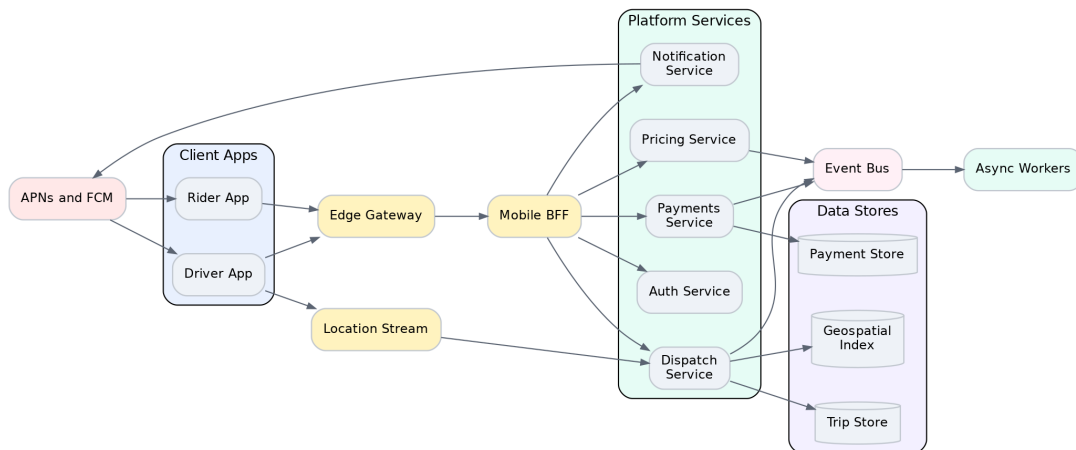 Platform Services
Notification
Service
Pricing Service
Payments
Service
Auth Service
Dispatch
Service
Client Apps
Rider App
Driver App
APNs and FCM
Edge Gateway
Location Stream
Mobile BFF
Event Bus
Async Workers
Data Stores
Payment Store
Geospatial
Index
Trip Store